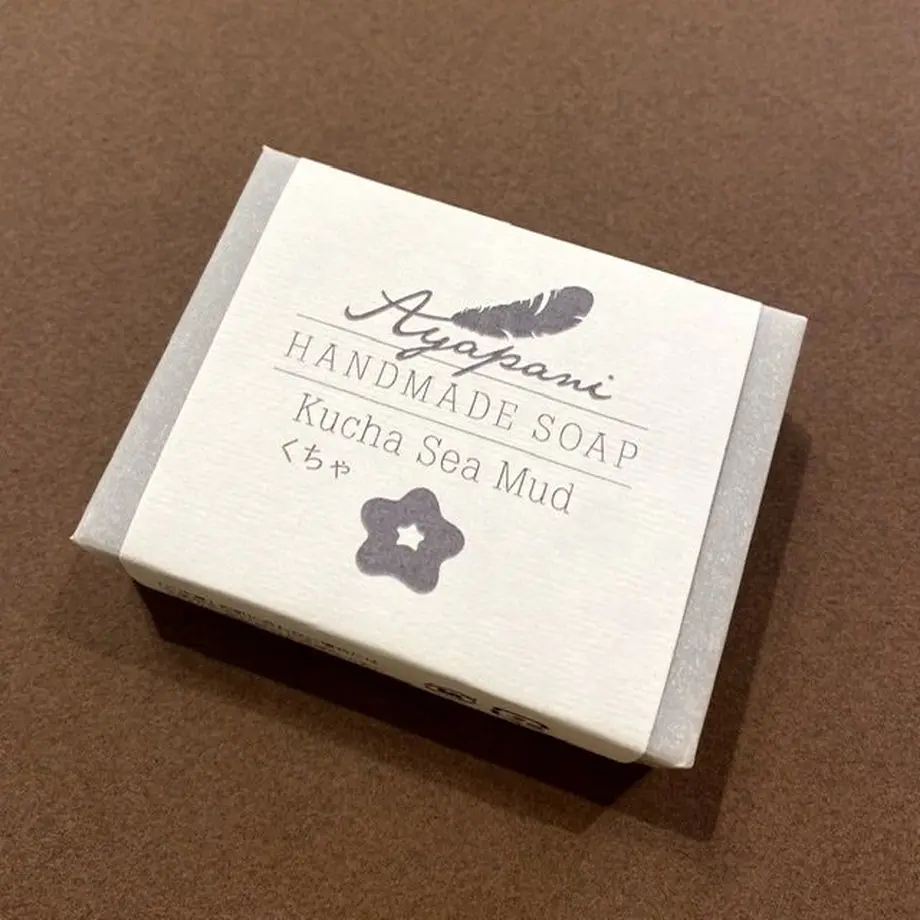 Ayapani
HANDMADE SOAP
Kucha Sea Mud
くちゃ